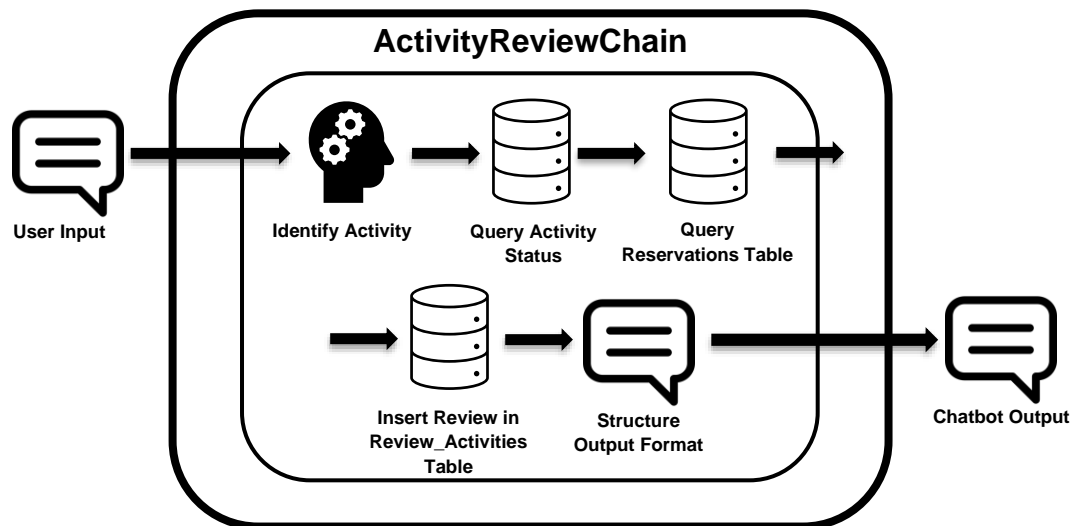 ActivityReviewChain
User Input
Identify Activity
Query Activity
Status
Query
Reservations Table
Insert Review in
Review_Activities
Table
Structure
Output Format
Chatbot Output